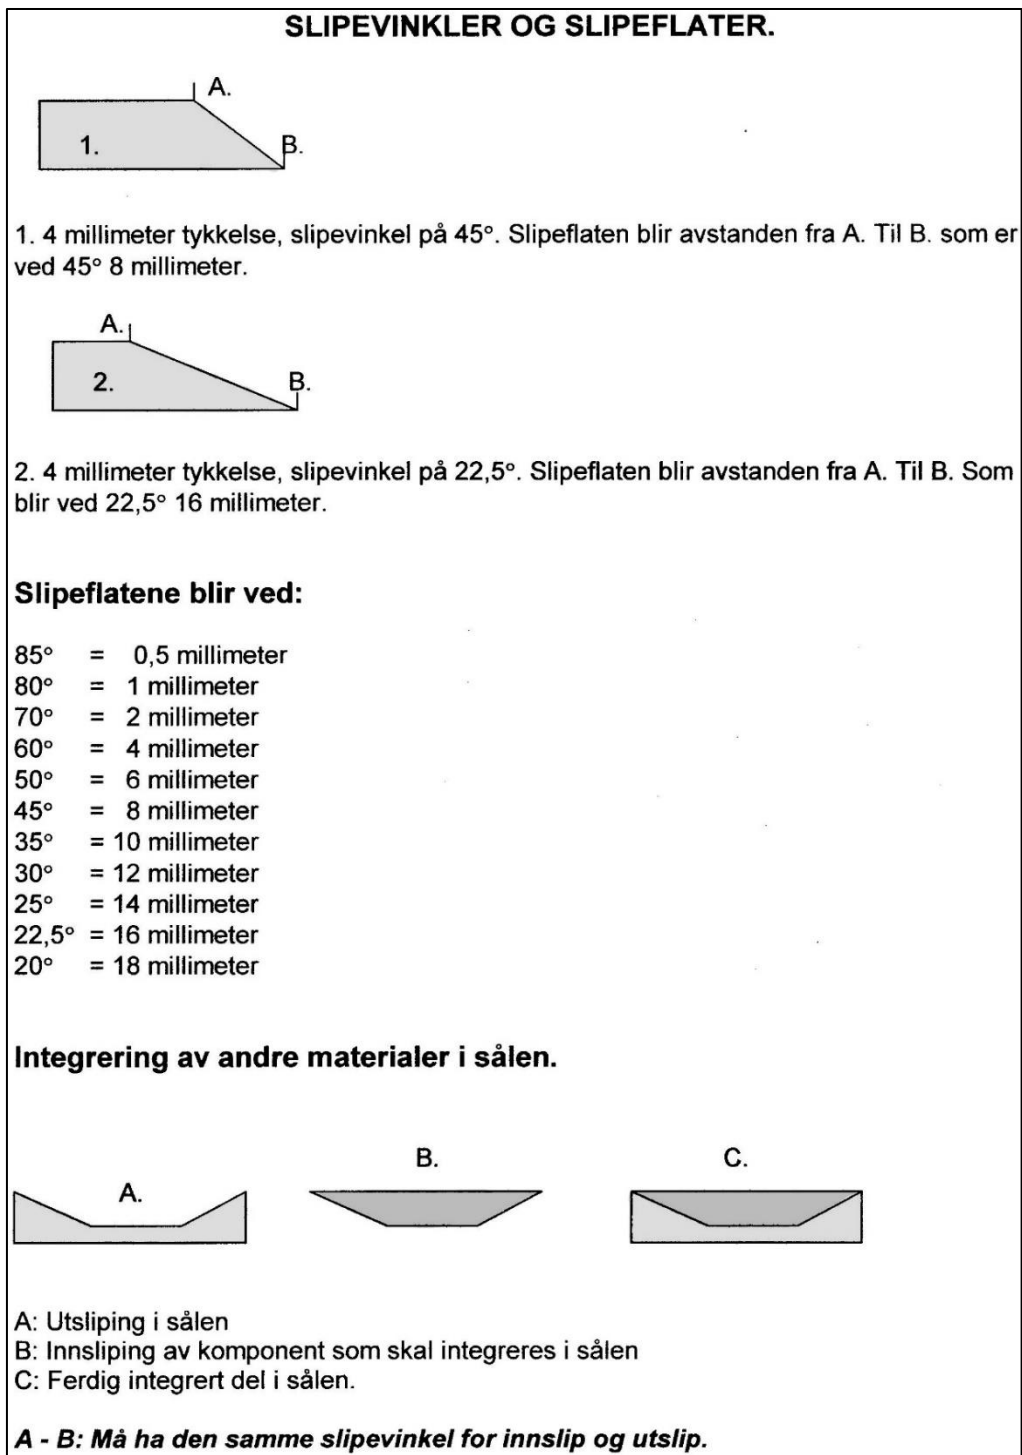 SLIPEVINKLER OG SLIPEFLATER.
A.
1.
B.
1. 4 millimeter tykkelse, slipevinkel på 45°. Slipeflaten blir avstanden fra A. Til B. som er
ved 45° 8 millimeter.
A.
2.
B.
2. 4 millimeter tykkelse, slipevinkel på 22,5°. Slipeflaten blir avstanden fra A. Til B. Som
blir ved 22,5° 16 millimeter.
Slipeflatene blir ved:
85° = 0,5 millimeter
80° = 1 millimeter
70° = 2 millimeter
60° = 4 millimeter
50° = 6 millimeter
45° = 8 millimeter
35° = 10 millimeter
30° = 12 millimeter
25° = 14 millimeter
22,5° = 16 millimeter
20° = 18 millimeter
Integrering av andre materialer i sålen.
A.
B.
C.
A: Utsliping i sålen
B: Innsliping av komponent som skal integreres i sålen
C: Ferdig integrert del i sålen.
A - B: Må ha den samme slipevinkel for innslip og utslip.